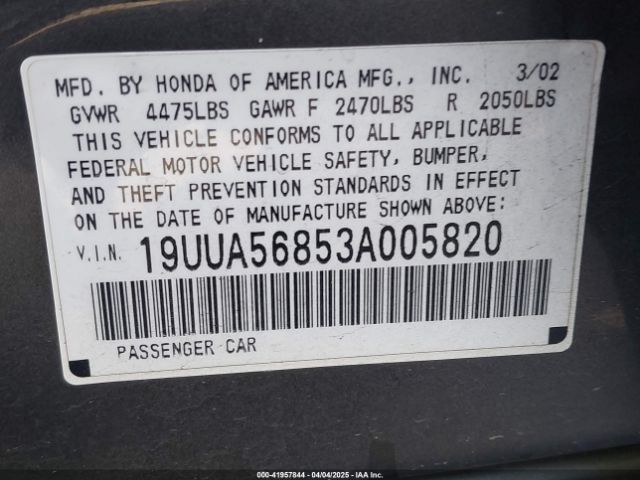 MFD. BY HONDA OF AMERICA MFG., INC. 3/02
GVWR 4475LBS GAWR F 2470LBS R 2050LBS
THIS VEHICLE CONFORMS TO ALL APPLICABLE
FEDERAL MOTOR VEHICLE SAFETY, BUMPER,
AND THEFT PREVENTION STANDARDS IN EFFECT
ON THE DATE OF MANUFACTURE SHOWN ABOVE:
V.I.N. 19UUA56853A005820
PASSENGER CAR
000-41957844 - 04/04/2025 - IAA Inc.